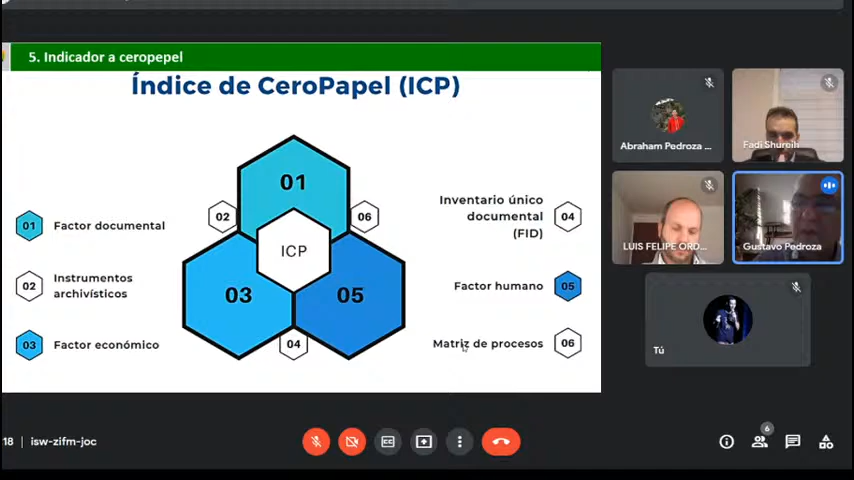 5. Indicador a ceropepel
Índice de CeroPapel (ICP)
01
02
06
ICP
03
05
04
01 Factor documental
02 Instrumentos
archivísticos
03 Factor económico
Inventario único
documental 04
(FID)
Factor humano 05
Matriz de procesos 06
Abraham Pedroza ...
Fadi Shureih
LUIS FELIPE ORD...
Gustavo Pedroza
Tú
18 | isw-zifm-joc
CC
6